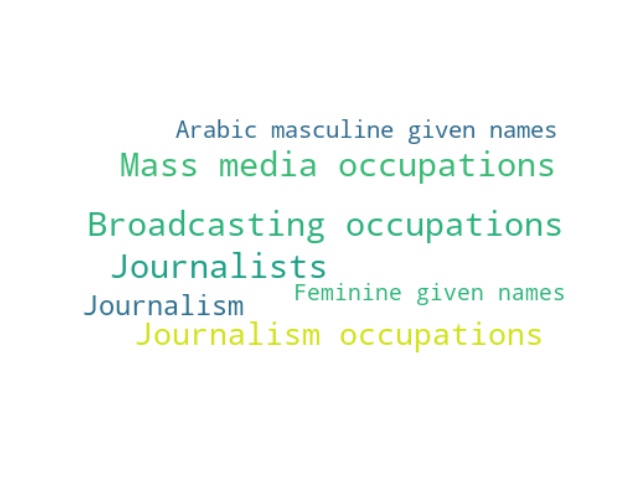 Arabic masculine given names
Mass media occupations
Broadcasting occupations
Journalists
Feminine given names
Journalism
Journalism occupations